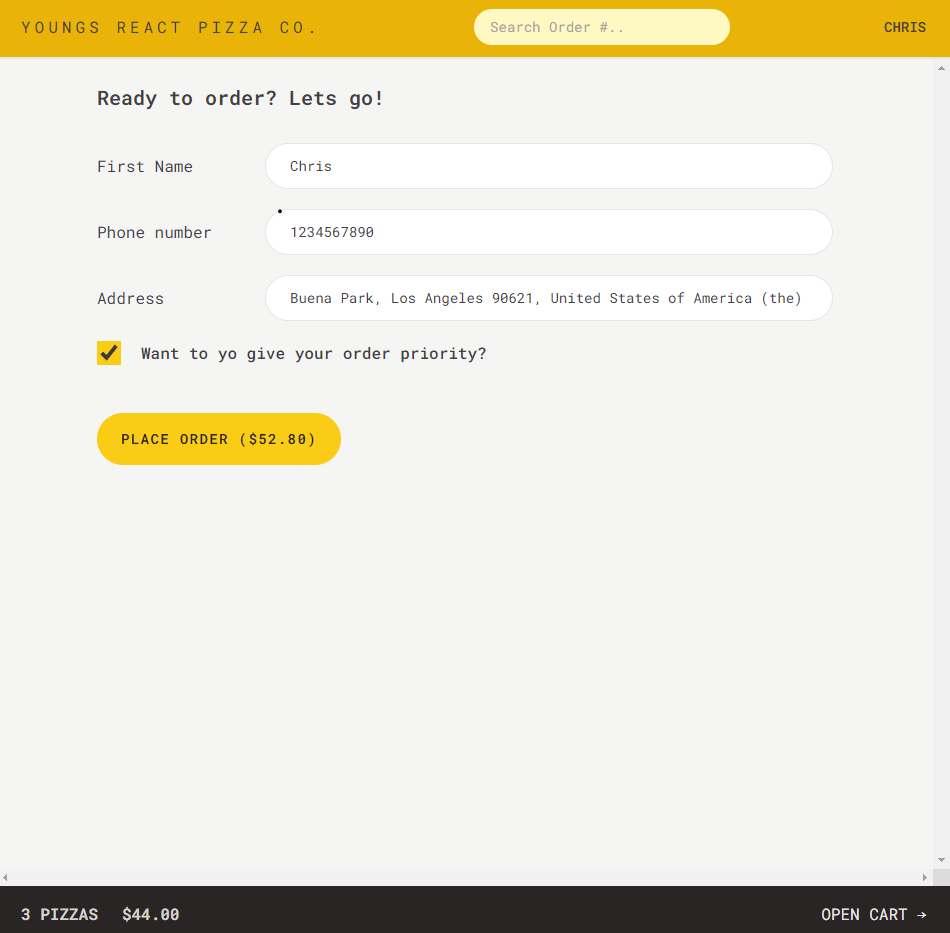 YOUNGS REACT PIZZA CO.
Search Order #..
CHRIS
Ready to order? Lets go!
First Name
Chris
Phone number
1234567890
Address
Buena Park, Los Angeles 90621, United States of America (the)
Want to yo give your order priority?
PLACE ORDER ($52.80)
3 PIZZAS $44.00
OPEN CART →